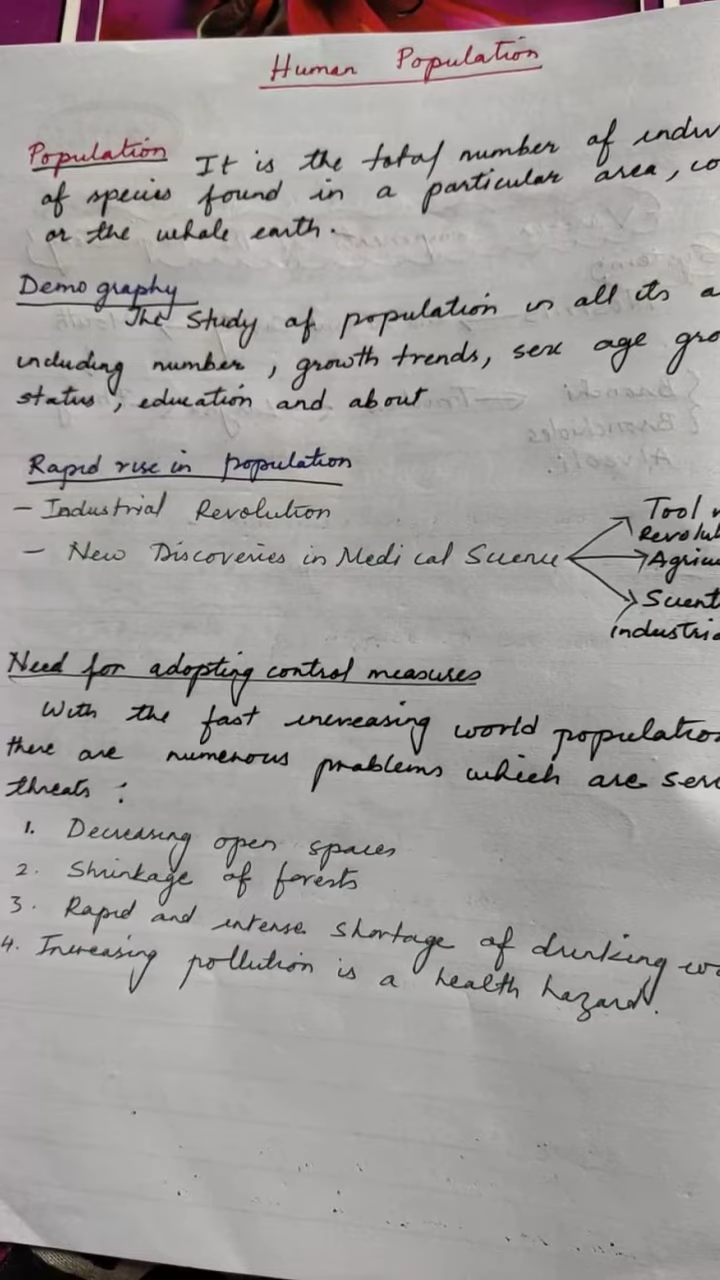 Human Population
Population It is the total number of
of species found in a particular area,
or the whole earth.
Demography
The Study of population in all its
including number, growth trends, sex age
status, education and about
Rapid rise in population
- Industrial Revolution
Tool
- New Discoveries in Medical Science
Need for adopting control measures
With the fast increasing world
there are numerous problems which are
threats :
1. Decreasing open spaces
2. Shrinkage of forests
3. Rapid and intense shortage of drinking
4. Increasing pollution is a health hazard.